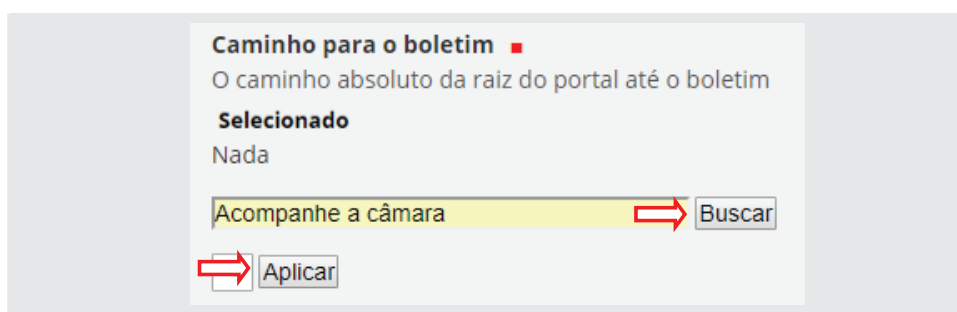 Caminho para o boletim
O caminho absoluto da raiz do portal até o boletim
Selecionado
Nada
Acompanhe a câmara Buscar
Aplicar